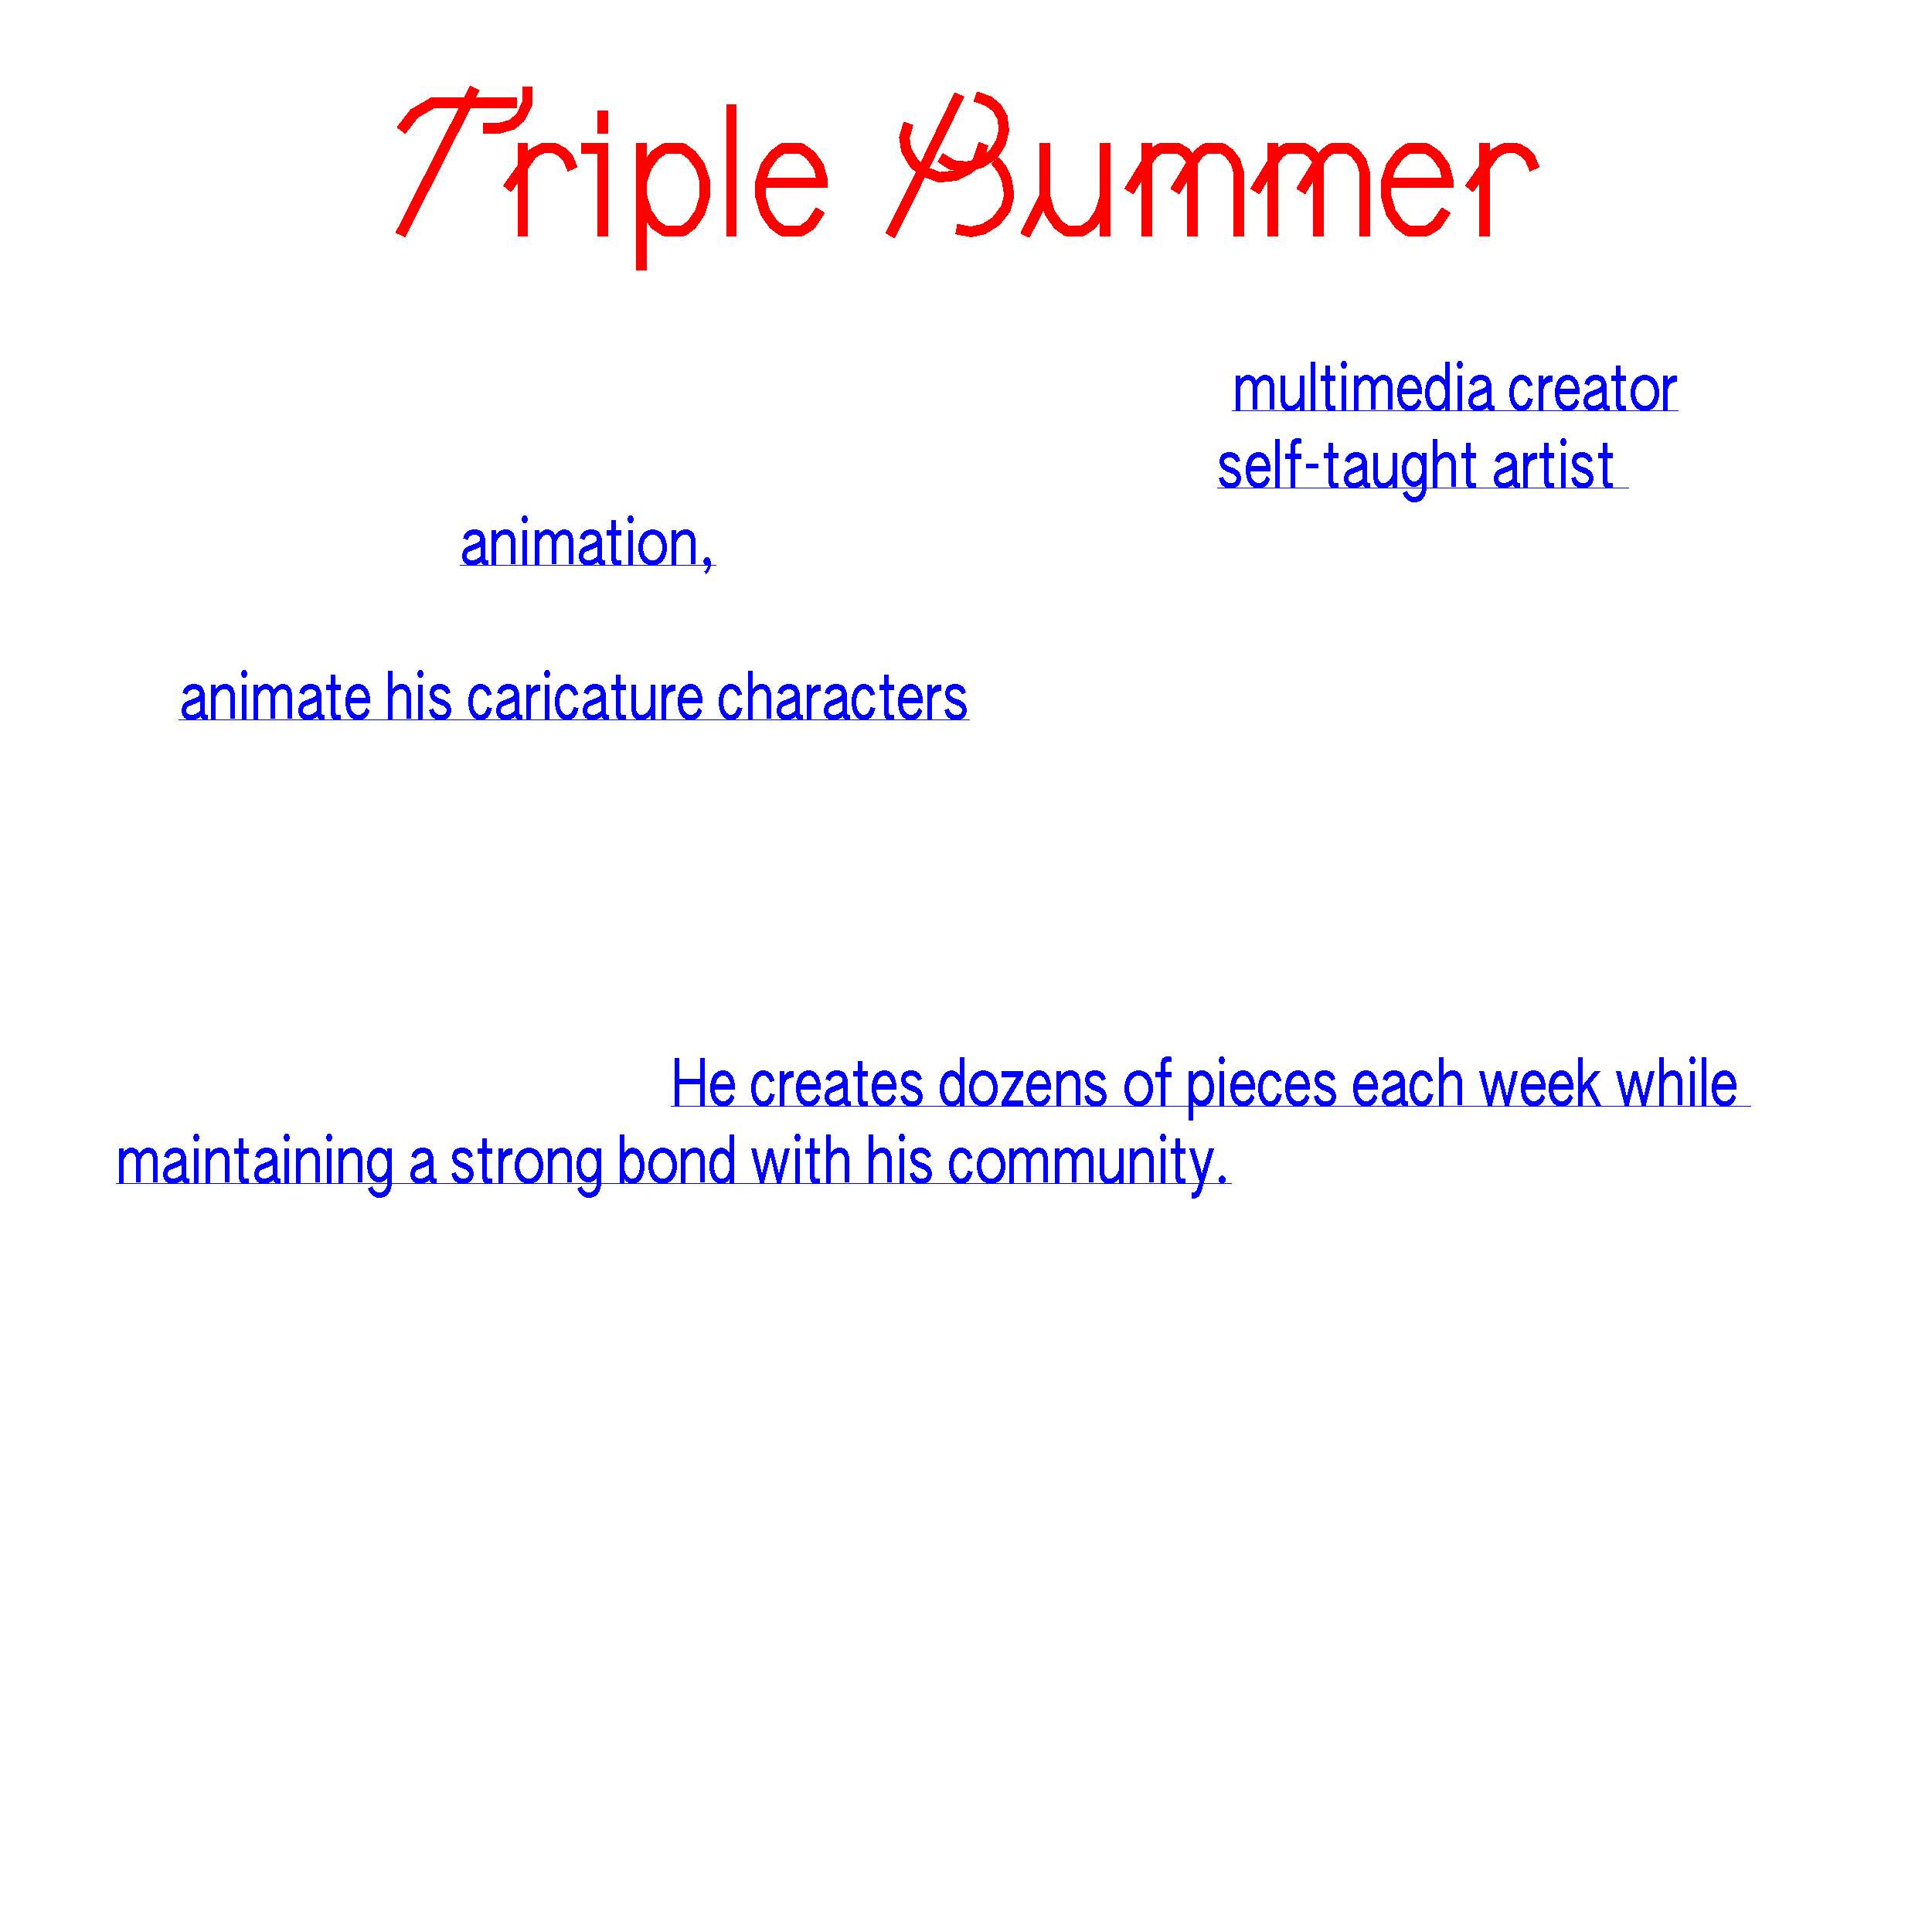 Triple Bummer
multimedia creator
self-taught artist
animation,
animate his caricature characters
He creates dozens of pieces each week while
maintaining a strong bond with his community.